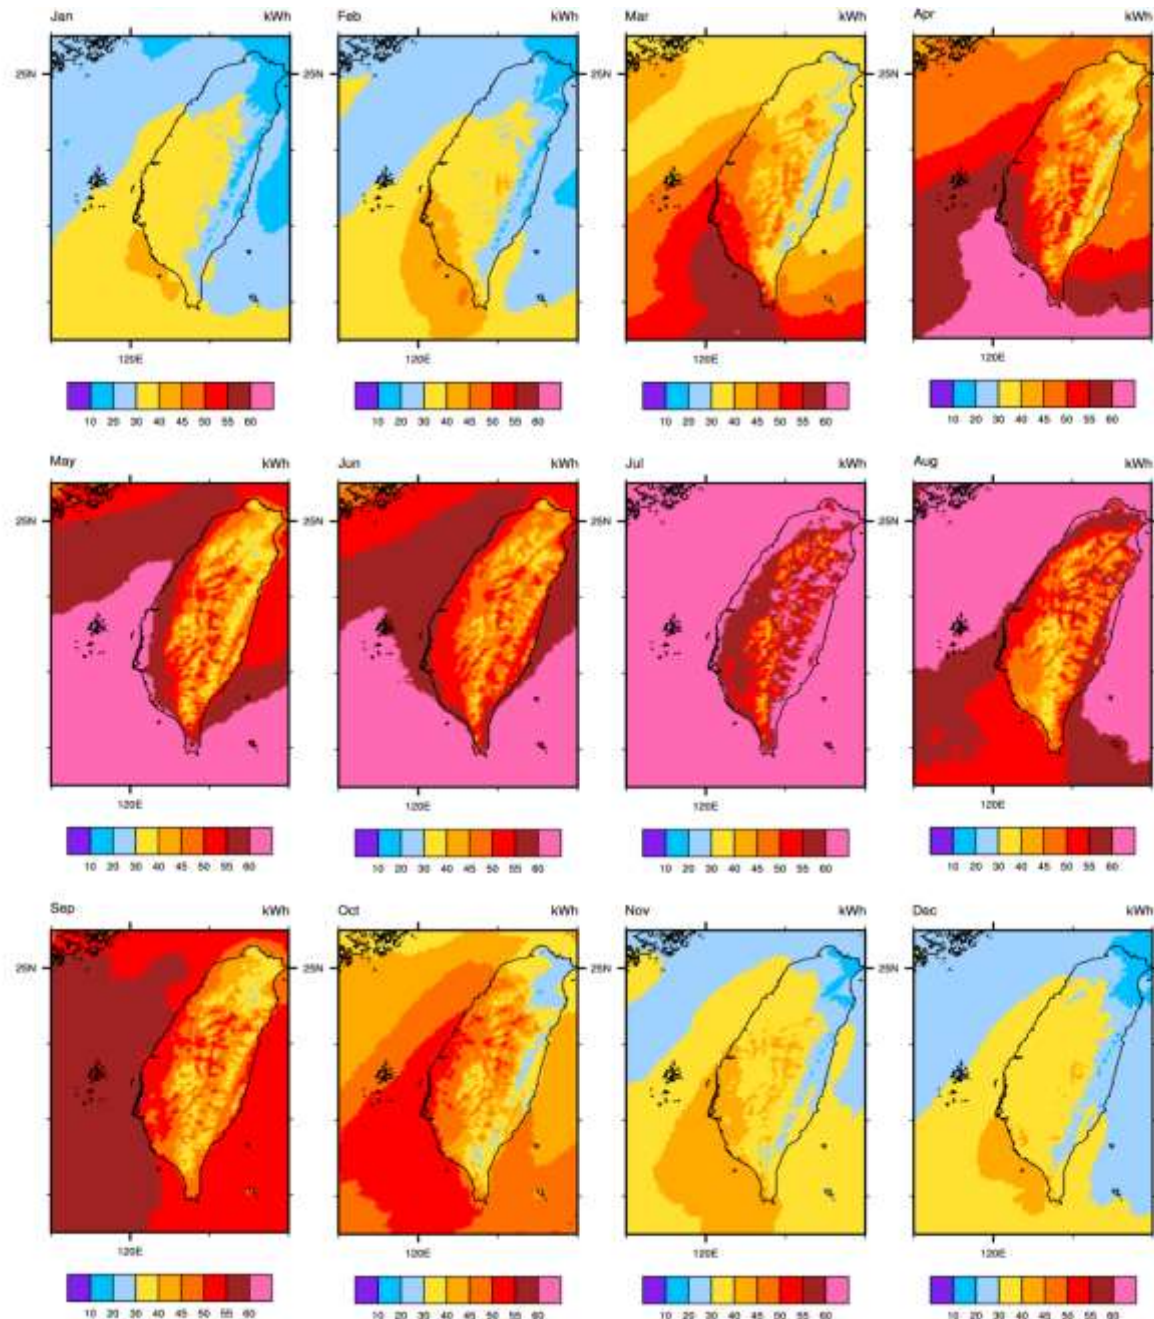 Jan kWh Feb kWh Mar kWh Apr kWh
25N 25N 25N
120E 120E 120E 120E
10 20 30 40 45 50 55 60 10 20 30 40 45 50 55 60 10 20 30 40 45 50 55 60 10 20 30 40 45 50 55 60
May kWh Jun kWh Jul kWh Aug kWh
25N 25N 25N
120E 120E 120E 120E
10 20 30 40 45 50 55 60 10 20 30 40 45 50 55 60 10 20 30 40 45 50 55 60 10 20 30 40 45 50 55 60
Sep kWh Oct kWh Nov kWh Dec kWh
25N 25N 25N
120E 120E 120E 120E
10 20 30 40 45 50 55 60 10 20 30 40 45 50 55 60 10 20 30 40 45 50 55 60 10 20 30 40 45 50 55 60